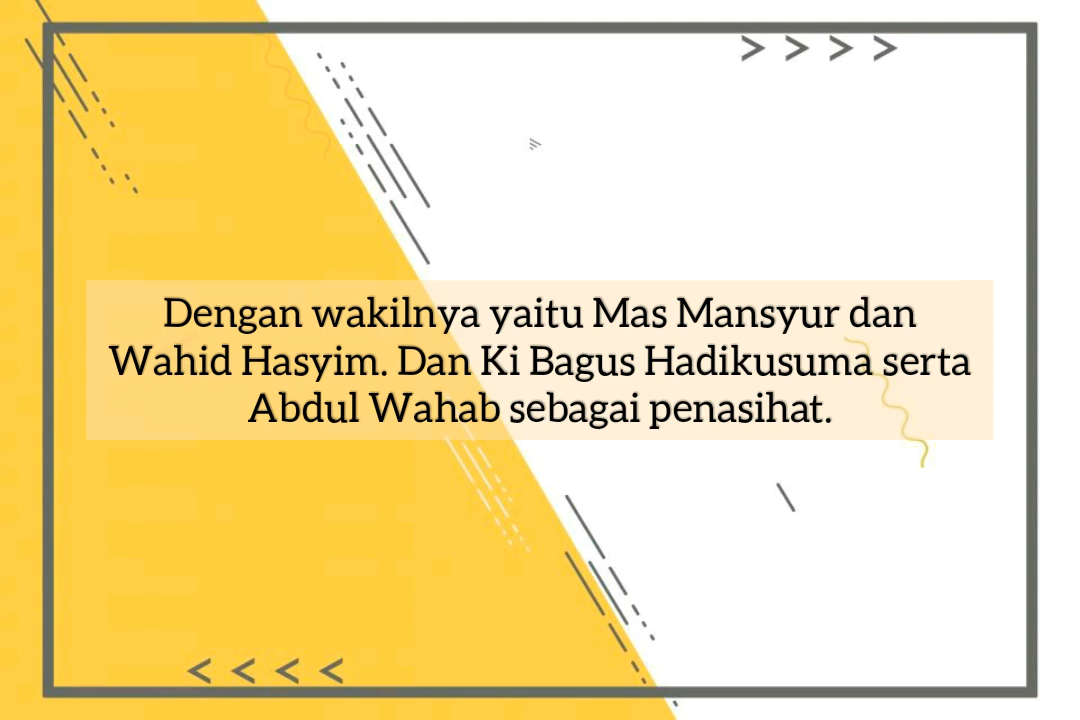 Dengan wakilnya yaitu Mas Mansyur dan
Wahid Hasyim. Dan Ki Bagus Hadikusuma serta
Abdul Wahab sebagai penasihat.